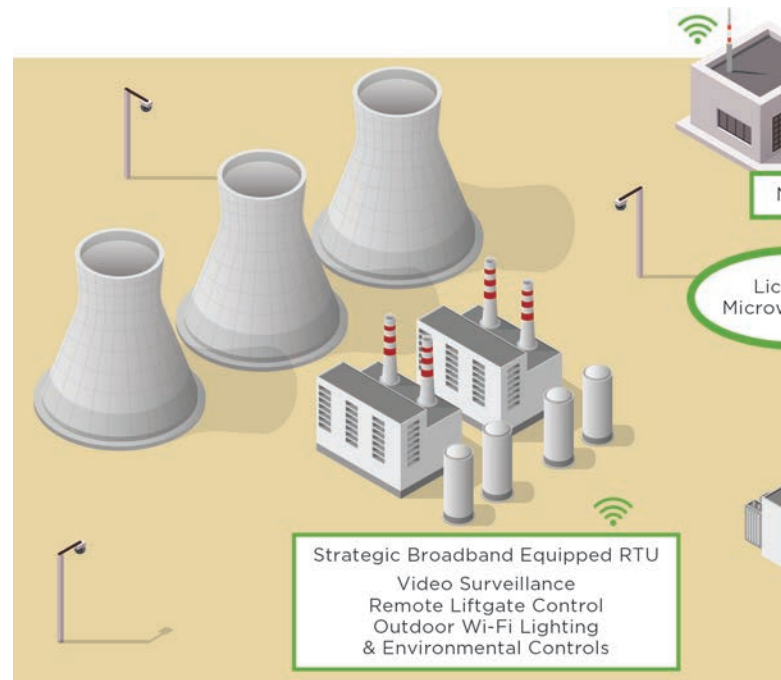 Strategic Broadband Equipped RTU
Video Surveillance
Remote Liftgate Control
Outdoor Wi-Fi Lighting
& Environmental Controls